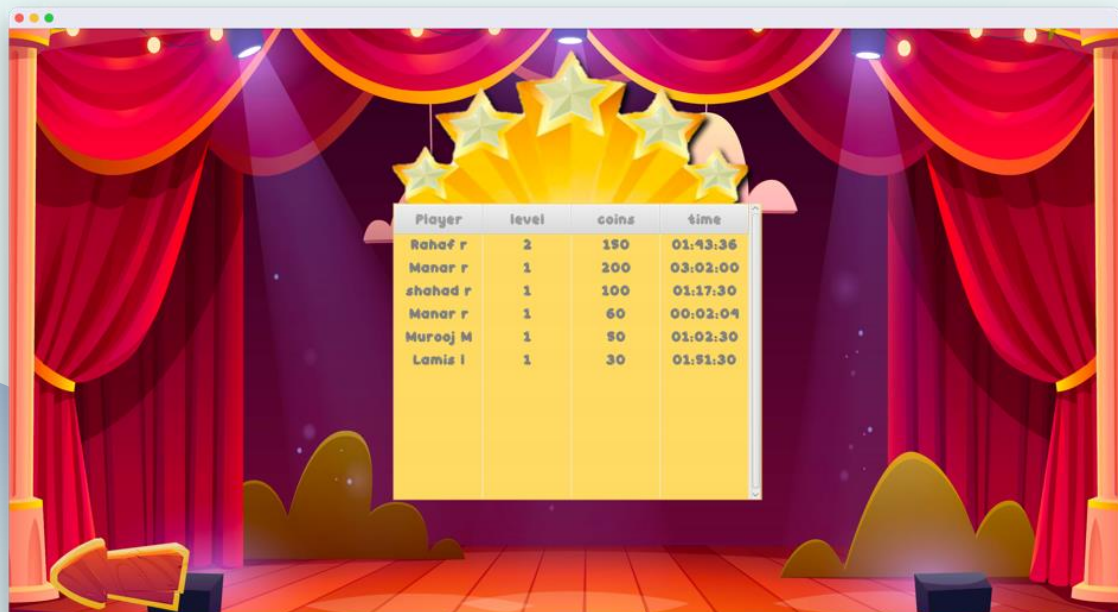 Player level coins time
Rahaf r 2 150 01:43:36
Manar r 1 200 03:02:00
shahad r 1 100 01:17:30
Manar r 1 60 00:02:04
Murooj M 1 50 01:02:30
Lamis l 1 30 01:51:30